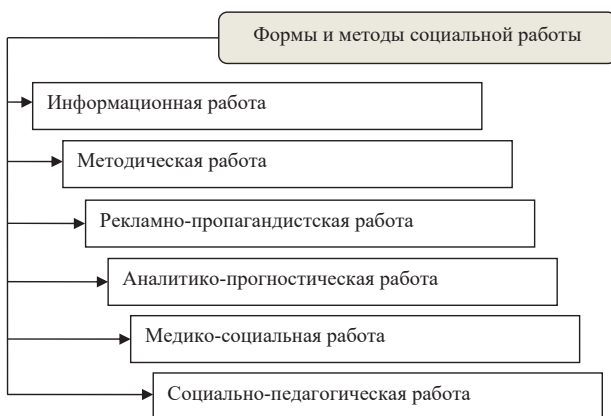 Формы и методы социальной работы
Информационная работа
Методическая работа
Рекламно-пропагандистская работа
Аналитико-прогностическая работа
Медико-социальная работа
Социально-педагогическая работа